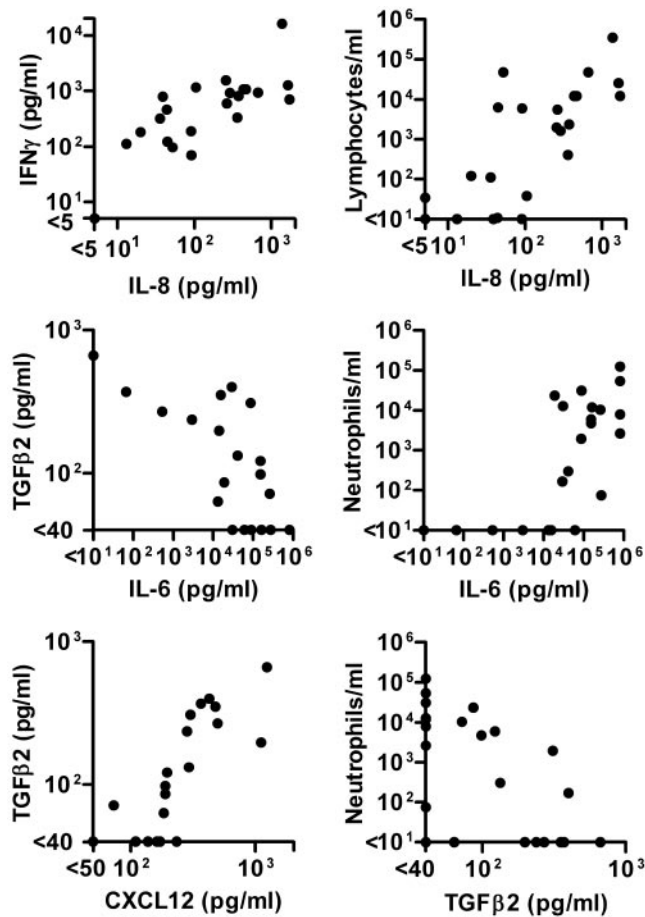 IFNγ (pg/ml)
10⁴
10³
10²
10¹
<5
<5 10¹ 10² 10³
IL-8 (pg/ml)
Lymphocytes/ml
10⁶
10⁵
10⁴
10³
10²
<10¹
<5 10¹ 10² 10³
IL-8 (pg/ml)
TGFβ2 (pg/ml)
10³
10²
<40
<10¹ 10² 10³ 10⁴ 10⁵ 10⁶
IL-6 (pg/ml)
Neutrophils/ml
10⁶
10⁵
10⁴
10³
10²
<10¹
<10¹ 10² 10³ 10⁴ 10⁵ 10⁶
IL-6 (pg/ml)
TGFβ2 (pg/ml)
10³
10²
<40
<50 10² 10³
CXCL12 (pg/ml)
Neutrophils/ml
10⁶
10⁵
10⁴
10³
10²
<10¹
<40 10² 10³
TGFβ2 (pg/ml)